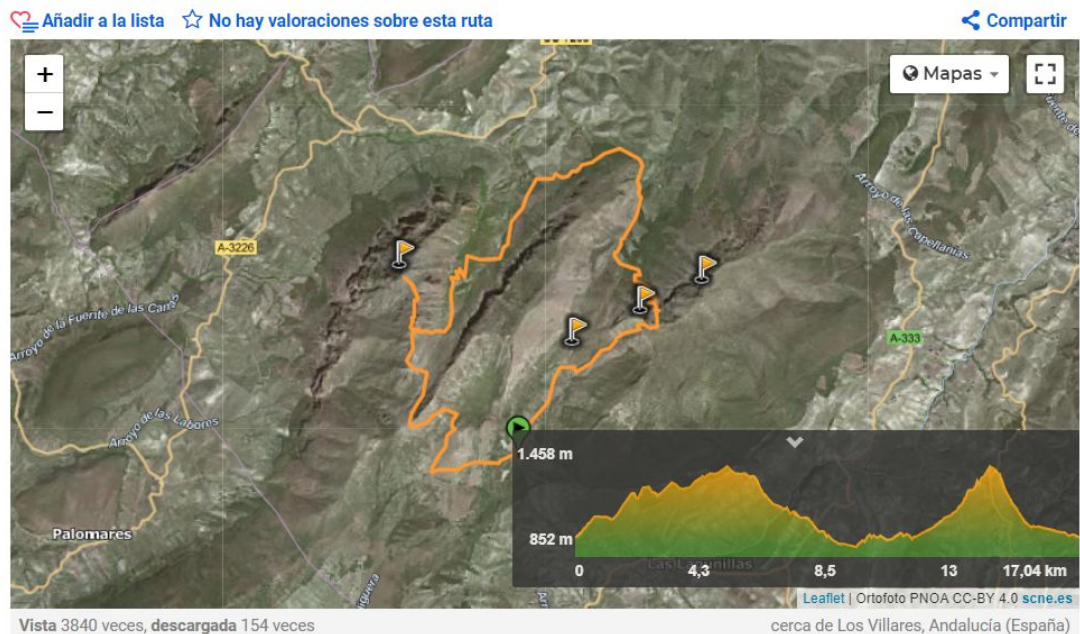 Añadir a la lista No hay valoraciones sobre esta ruta Compartir
+
Mapas
−
A-3226
Arroyo de las Capellanías
Arroyo de la Fuente de las Cañas
A-333
Arroyo de las Labores
1.458 m
Palomares
852 m
Las Lagunillas
0 4,3 8,5 13 17,04 km
Leaflet | Ortofoto PNOA CC-BY 4.0 scne.es
Vista 3840 veces, descargada 154 veces cerca de Los Villares, Andalucía (España)